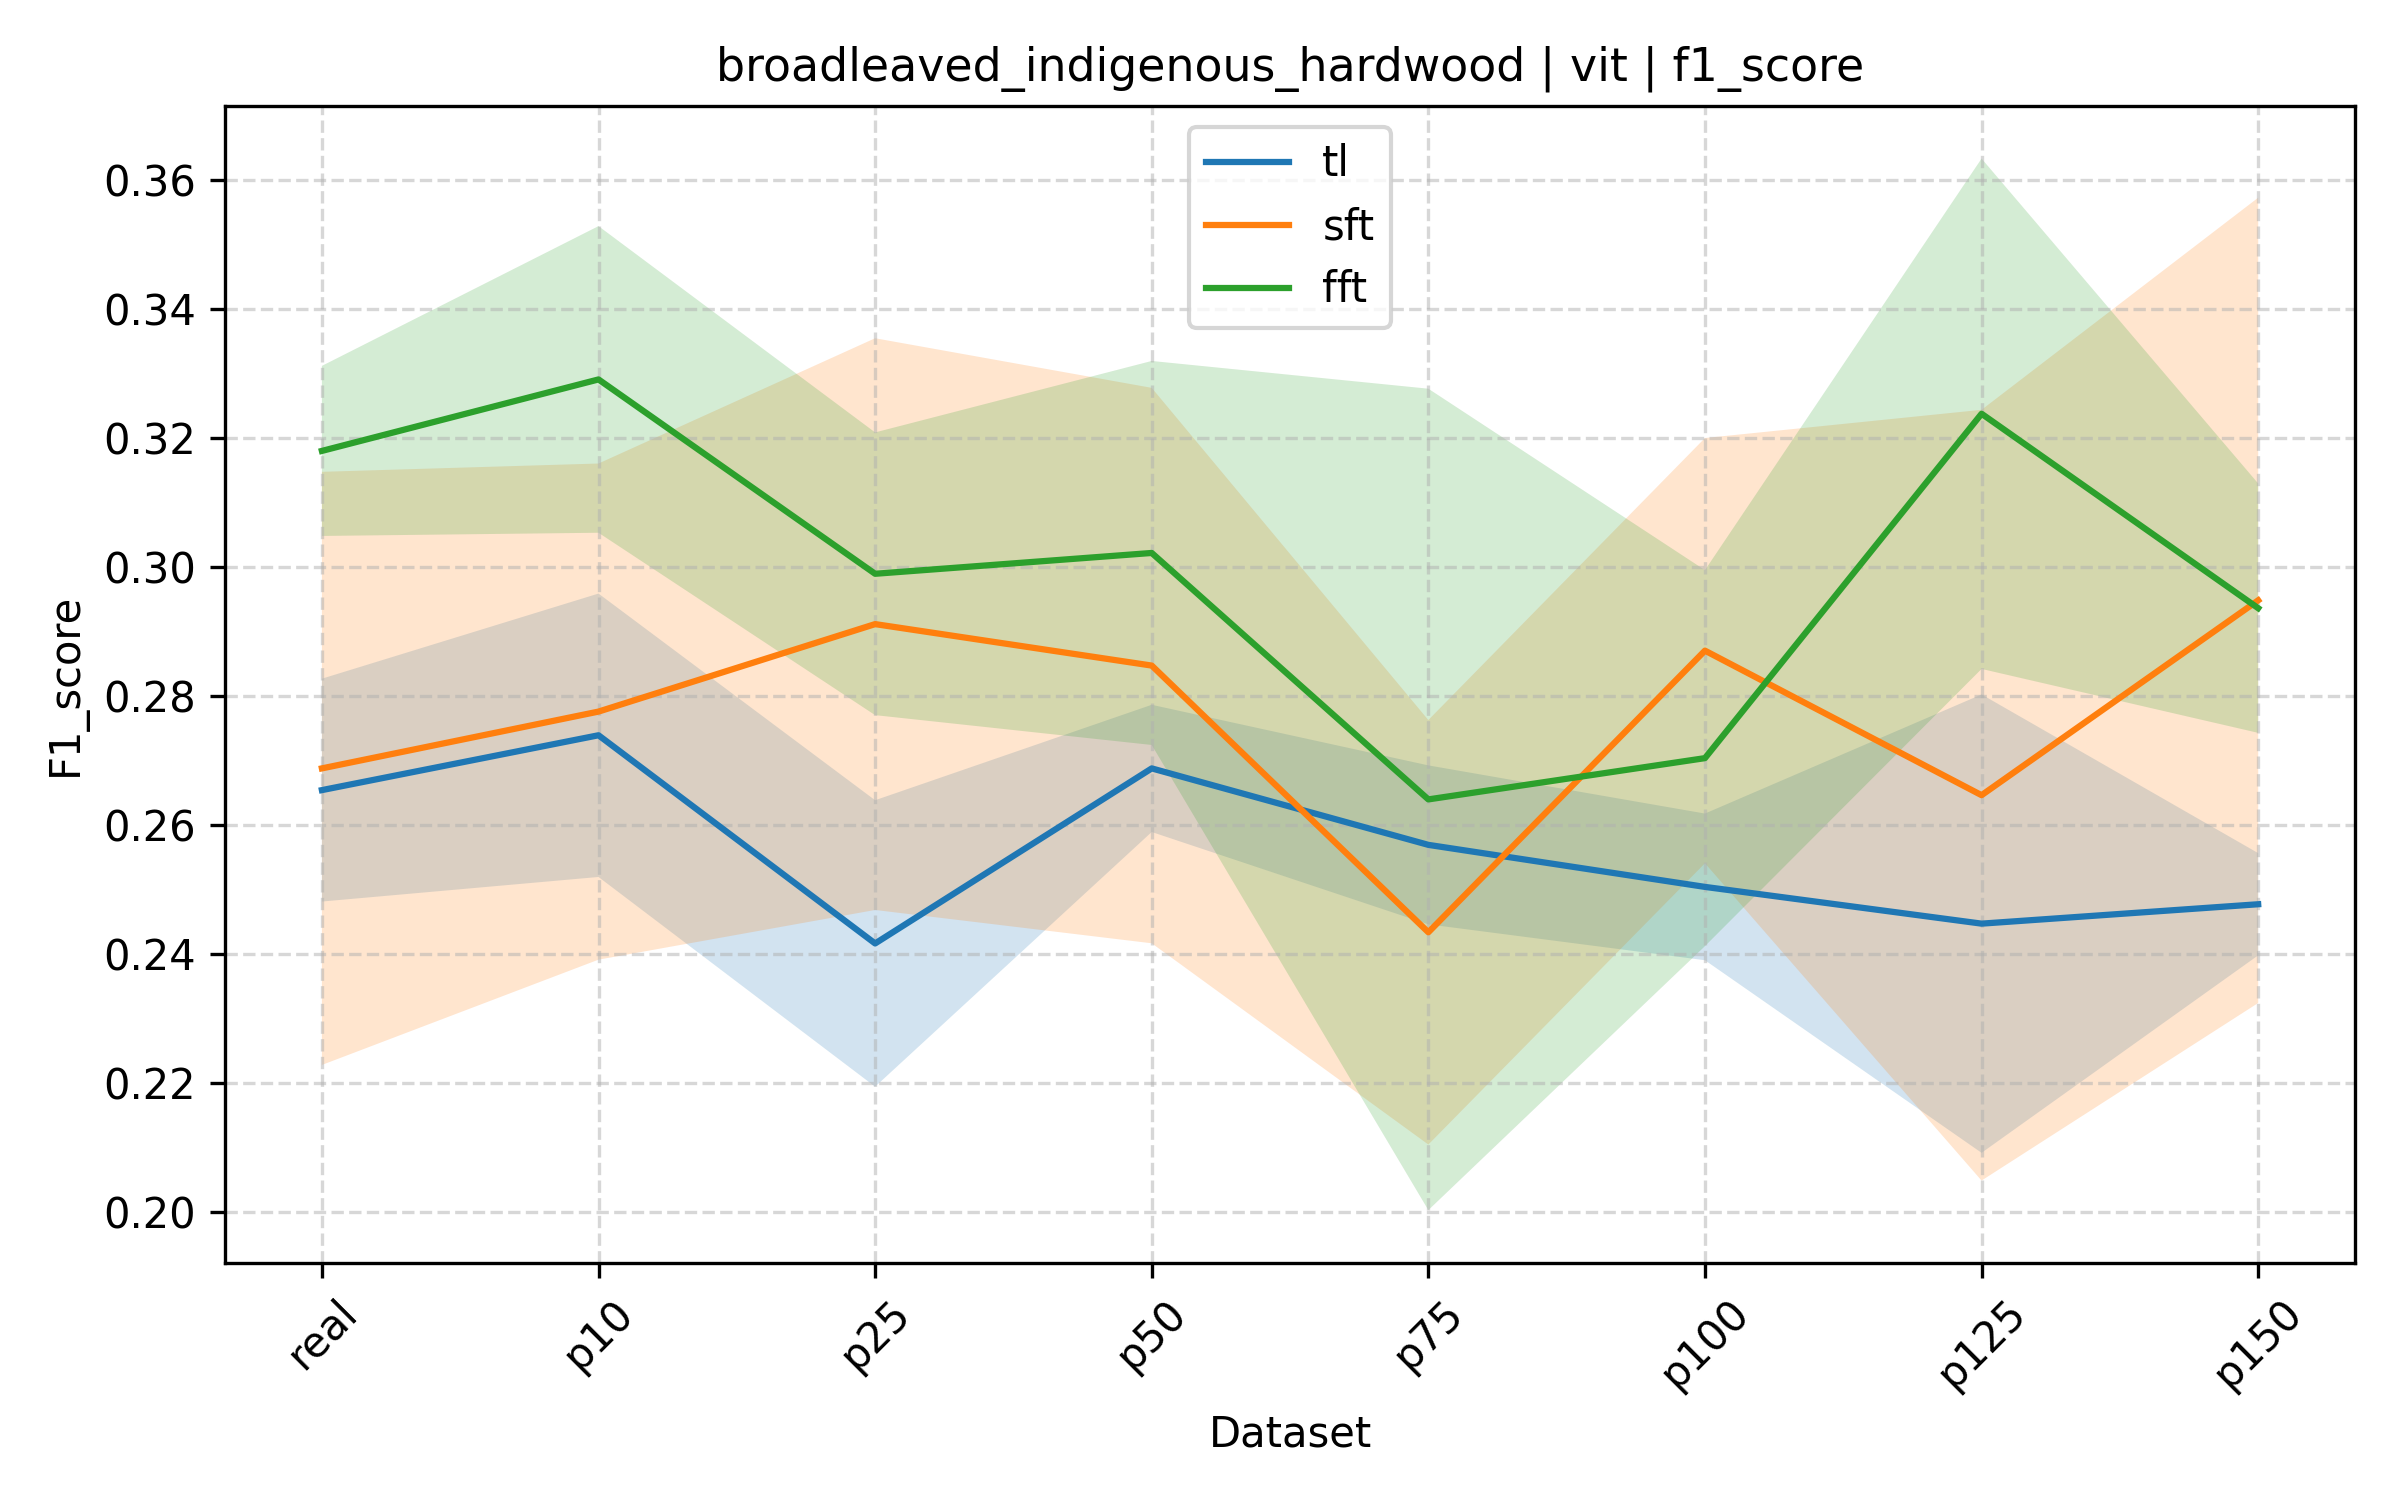 broadleaved_indigenous_hardwood | vit | f1_score
tl
sft
fft
F1_score
0.36
0.34
0.32
0.30
0.28
0.26
0.24
0.22
0.20
real
p10
p25
p50
p75
p100
p125
p150
Dataset